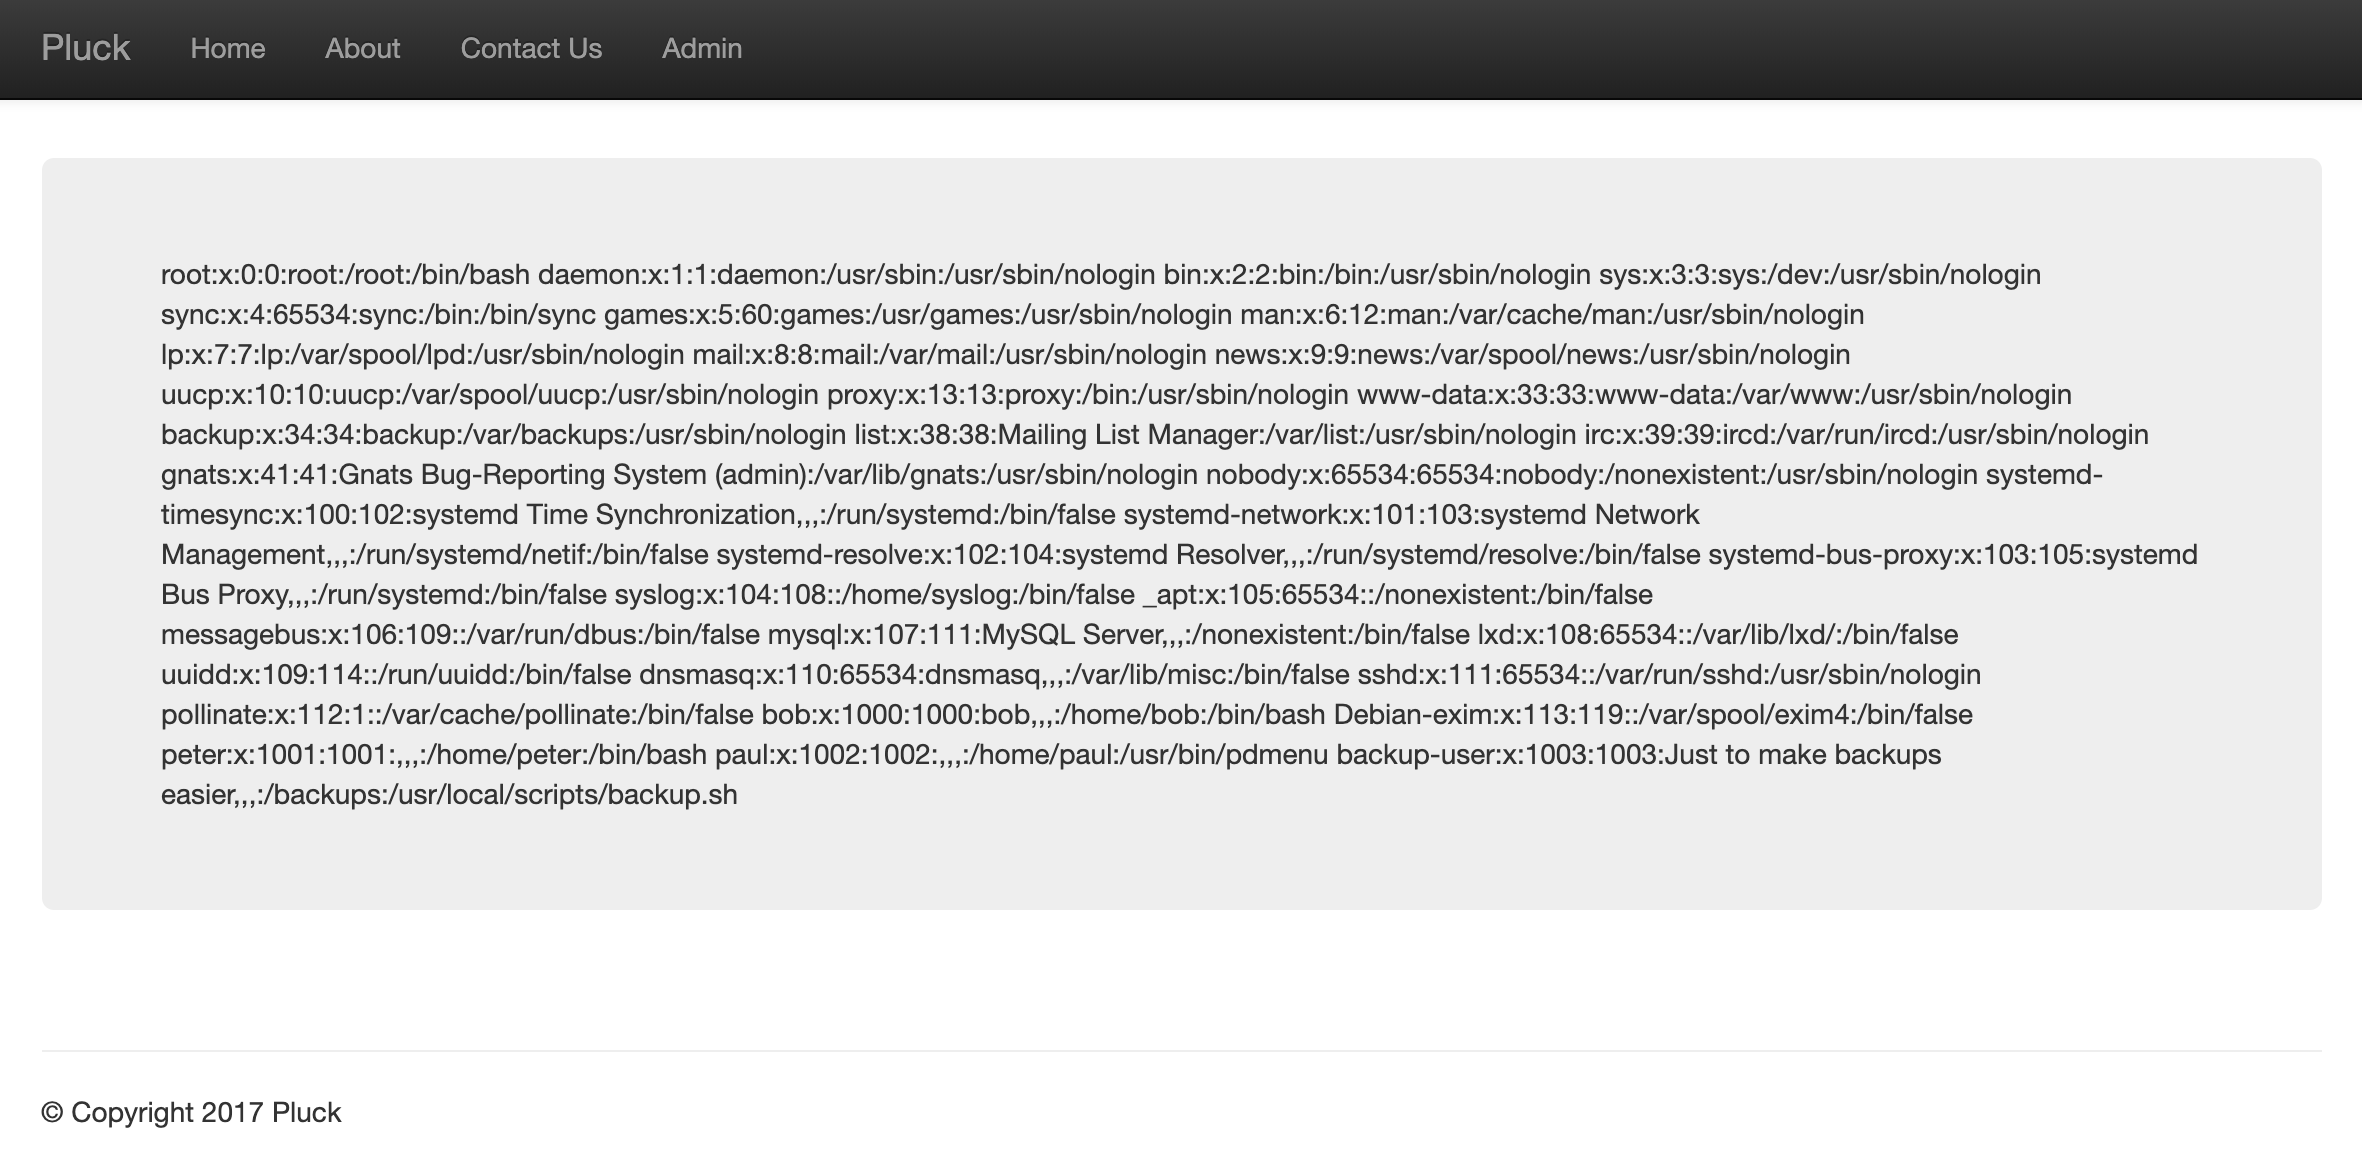 Pluck Home About Contact Us Admin
root:x:0:0:root:/root:/bin/bash daemon:x:1:1:daemon:/usr/sbin:/usr/sbin/nologin bin:x:2:2:bin:/bin:/usr/sbin/nologin sys:x:3:3:sys:/dev:/usr/sbin/nologin
sync:x:4:65534:sync:/bin:/bin/sync games:x:5:60:games:/usr/games:/usr/sbin/nologin man:x:6:12:man:/var/cache/man:/usr/sbin/nologin
lp:x:7:7:lp:/var/spool/lpd:/usr/sbin/nologin mail:x:8:8:mail:/var/mail:/usr/sbin/nologin news:x:9:9:news:/var/spool/news:/usr/sbin/nologin
uucp:x:10:10:uucp:/var/spool/uucp:/usr/sbin/nologin proxy:x:13:13:proxy:/bin:/usr/sbin/nologin www-data:x:33:33:www-data:/var/www:/usr/sbin/nologin
backup:x:34:34:backup:/var/backups:/usr/sbin/nologin list:x:38:38:Mailing List Manager:/var/list:/usr/sbin/nologin irc:x:39:39:ircd:/var/run/ircd:/usr/sbin/nologin
gnats:x:41:41:Gnats Bug-Reporting System (admin):/var/lib/gnats:/usr/sbin/nologin nobody:x:65534:65534:nobody:/nonexistent:/usr/sbin/nologin systemd-
timesync:x:100:102:systemd Time Synchronization,,,:/run/systemd:/bin/false systemd-network:x:101:103:systemd Network
Management,,,:/run/systemd/netif:/bin/false systemd-resolve:x:102:104:systemd Resolver,,,:/run/systemd/resolve:/bin/false systemd-bus-proxy:x:103:105:systemd
Bus Proxy,,,:/run/systemd:/bin/false syslog:x:104:108::/home/syslog:/bin/false _apt:x:105:65534::/nonexistent:/bin/false
messagebus:x:106:109::/var/run/dbus:/bin/false mysql:x:107:111:MySQL Server,,,:/nonexistent:/bin/false lxd:x:108:65534::/var/lib/lxd/:/bin/false
uuidd:x:109:114::/run/uuidd:/bin/false dnsmasq:x:110:65534:dnsmasq,,,:/var/lib/misc:/bin/false sshd:x:111:65534::/var/run/sshd:/usr/sbin/nologin
pollinate:x:112:1::/var/cache/pollinate:/bin/false bob:x:1000:1000:bob,,,:/home/bob:/bin/bash Debian-exim:x:113:119::/var/spool/exim4:/bin/false
peter:x:1001:1001:,,,:/home/peter:/bin/bash paul:x:1002:1002:,,,:/home/paul:/usr/bin/pdmenu backup-user:x:1003:1003:Just to make backups
easier,,,:/backups:/usr/local/scripts/backup.sh
© Copyright 2017 Pluck